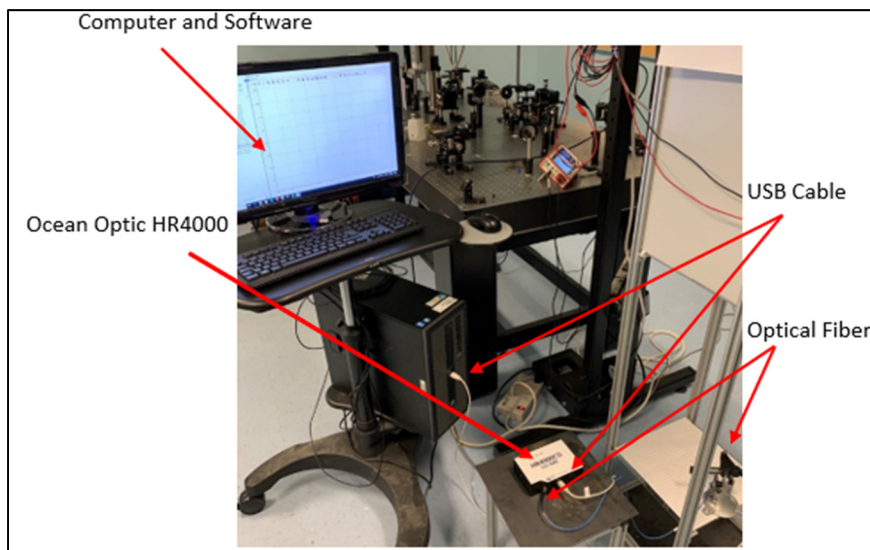 Computer and Software
USB Cable
Ocean Optic HR4000
Optical Fiber